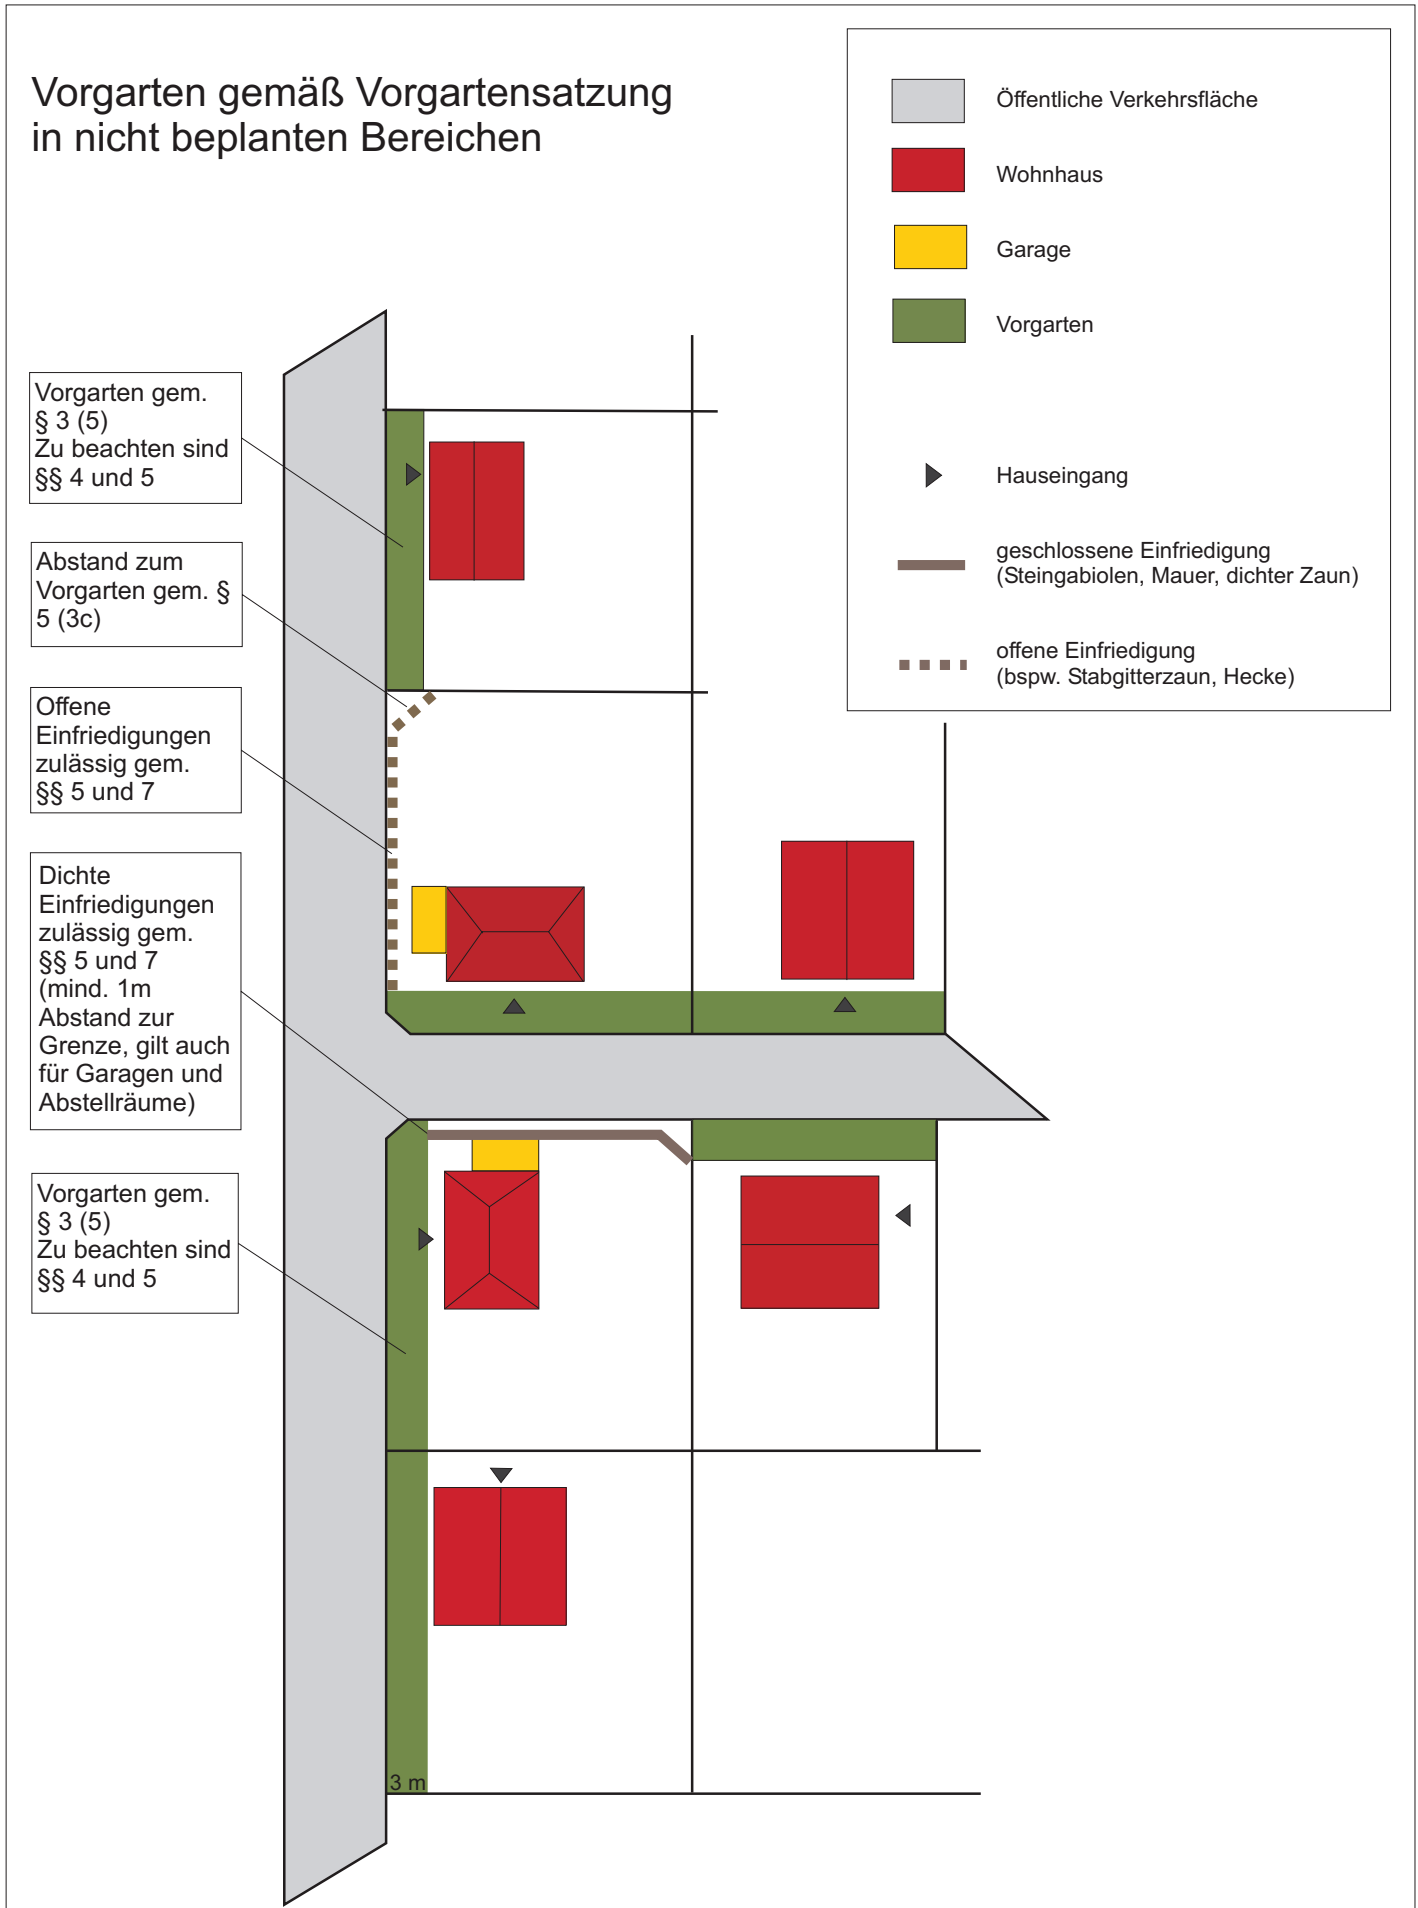 Vorgarten gemäß Vorgartensatzung
in nicht beplanten Bereichen
Öffentliche Verkehrsfläche
Wohnhaus
Garage
Vorgarten
Hauseingang
geschlossene Einfriedigung
(Steingabiolen, Mauer, dichter Zaun)
offene Einfriedigung
(bspw. Stabgitterzaun, Hecke)
Vorgarten gem.
§ 3 (5)
Zu beachten sind
§§ 4 und 5
Abstand zum
Vorgarten gem. §
5 (3c)
Offene
Einfriedigungen
zulässig gem.
§§ 5 und 7
Dichte
Einfriedigungen
zulässig gem.
§§ 5 und 7
(mind. 1m
Abstand zur
Grenze, gilt auch
für Garagen und
Abstellräume)
Vorgarten gem.
§ 3 (5)
Zu beachten sind
§§ 4 und 5
3 m